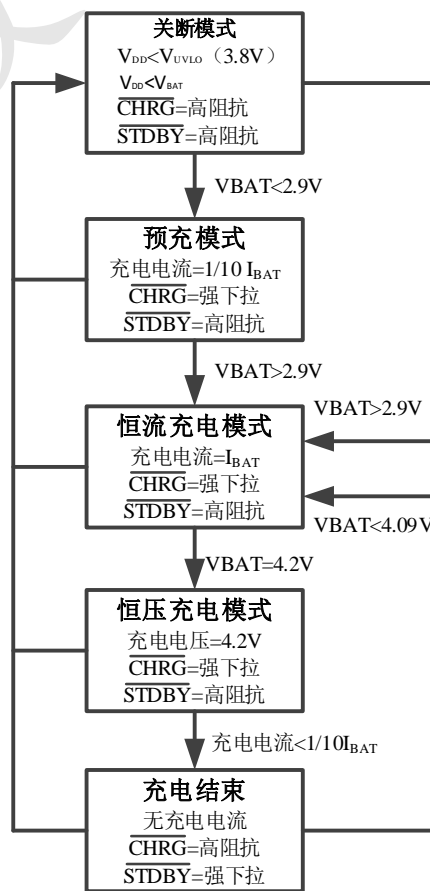 关断模式
VDD<VUVLO（3.8V）
VDD<VBAT
CHRG=高阻抗
STDBY=高阻抗
VBAT<2.9V
预充模式
充电电流=1/10 IBAT
CHRG=强下拉
STDBY=高阻抗
VBAT>2.9V
VBAT>2.9V
恒流充电模式
充电电流=IBAT
CHRG=强下拉
STDBY=高阻抗
VBAT<4.09V
VBAT=4.2V
恒压充电模式
充电电压=4.2V
CHRG=强下拉
STDBY=高阻抗
充电电流<1/10IBAT
充电结束
无充电电流
CHRG=高阻抗
STDBY=强下拉